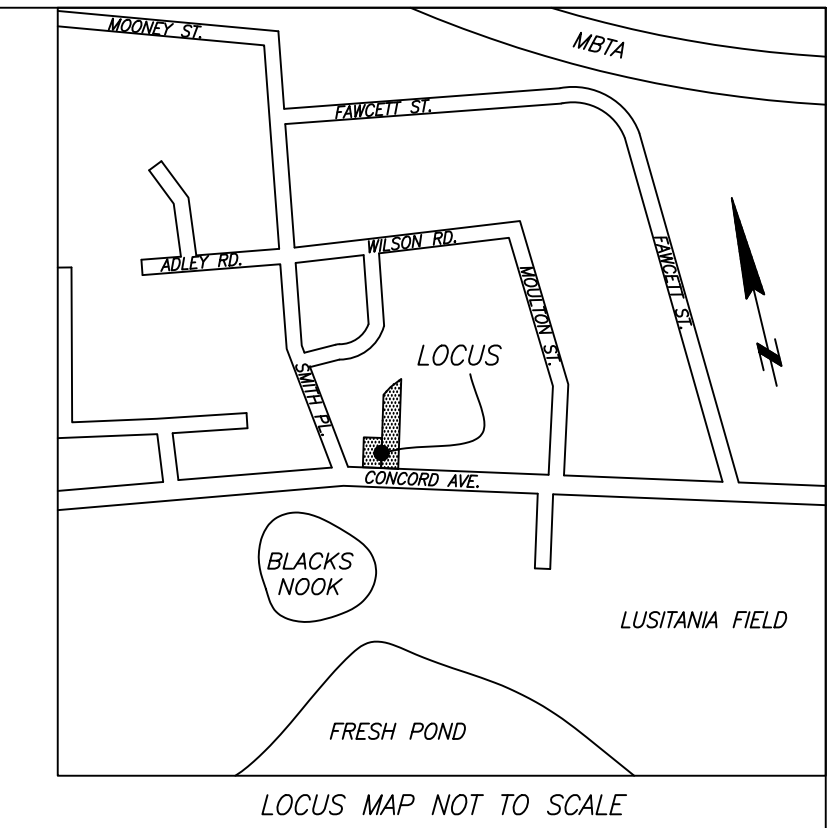 MOONEY ST.
MBTA
FAWCETT ST.
WILSON RD.
ADLEY RD.
FAWCETT ST.
MOULTON ST.
LOCUS
SMITH PL.
N
CONCORD AVE.
BLACKS
NOOK
LUSITANIA FIELD
FRESH POND
LOCUS MAP NOT TO SCALE